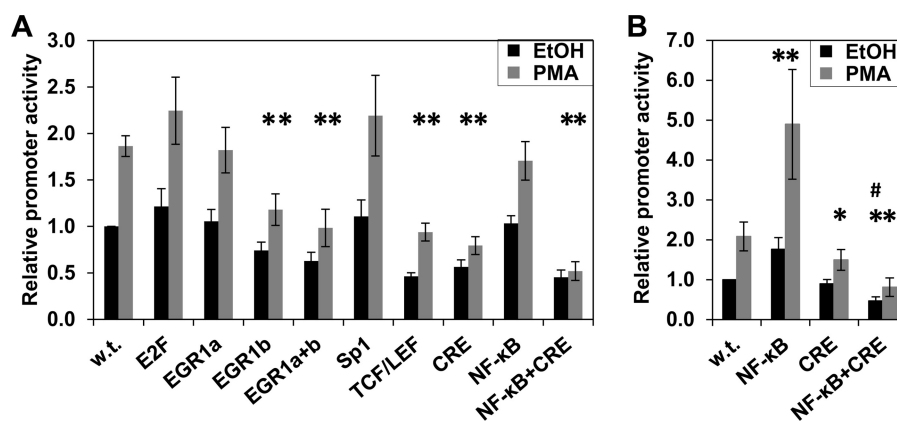 A
Relative promoter activity
3.0
2.5
2.0
1.5
1.0
0.5
0.0
EtOH
PMA
** ** ** ** **
w.t. E2F EGR1a EGR1b EGR1a+b Sp1 TCF/LEF CRE NF-κB NF-κB+CRE
B
Relative promoter activity
7.0
6.0
5.0
4.0
3.0
2.0
1.0
0.0
EtOH
PMA
**
*
#
**
w.t. NF-κB CRE NF-κB+CRE